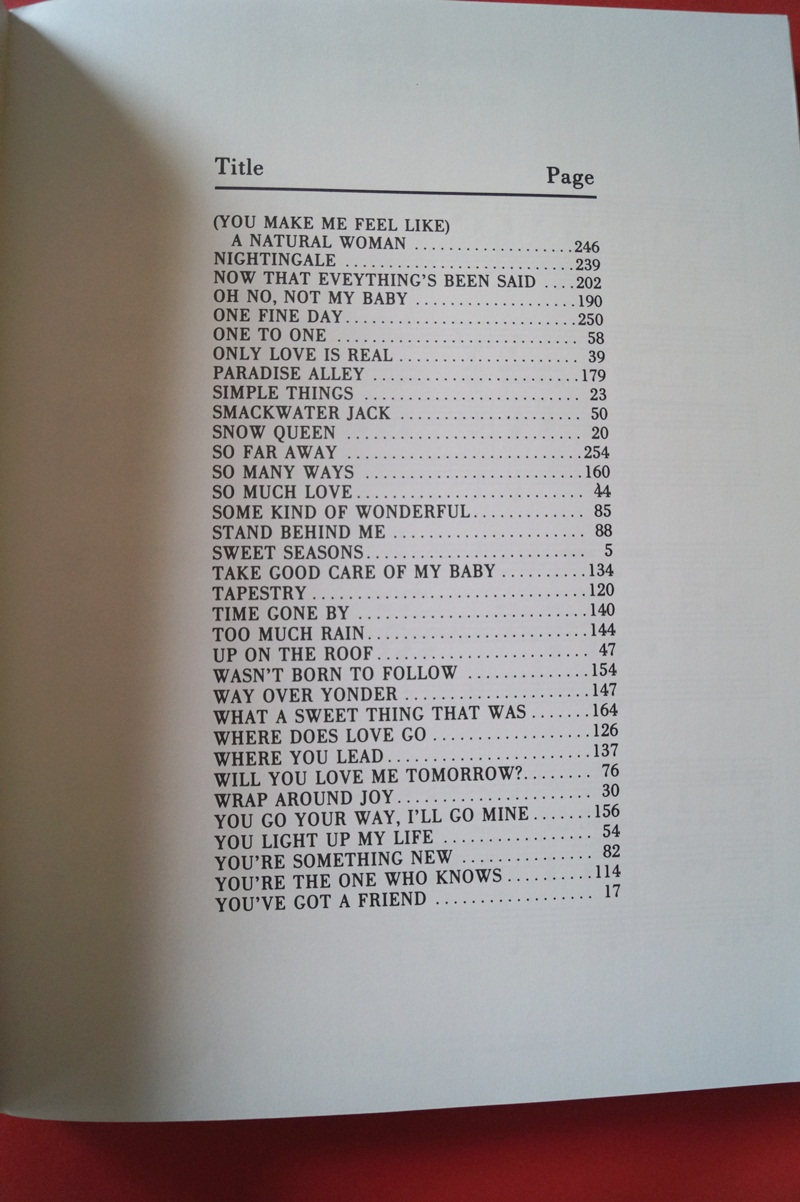 Title Page
(YOU MAKE ME FEEL LIKE)
A NATURAL WOMAN ..................246
NIGHTINGALE ..........................239
NOW THAT EVEYTHING'S BEEN SAID ....202
OH NO, NOT MY BABY ..................190
ONE FINE DAY..........................250
ONE TO ONE ........................... 58
ONLY LOVE IS REAL .................... 39
PARADISE ALLEY .......................179
SIMPLE THINGS ......................... 23
SMACKWATER JACK .................... 50
SNOW QUEEN .......................... 20
SO FAR AWAY ..........................254
SO MANY WAYS ........................160
SO MUCH LOVE.......................... 44
SOME KIND OF WONDERFUL............. 85
STAND BEHIND ME ...................... 88
SWEET SEASONS......................... 5
TAKE GOOD CARE OF MY BABY ..........134
TAPESTRY ...............................120
TIME GONE BY ..........................140
TOO MUCH RAIN.........................144
UP ON THE ROOF........................ 47
WASN'T BORN TO FOLLOW .............154
WAY OVER YONDER ....................147
WHAT A SWEET THING THAT WAS.......164
WHERE DOES LOVE GO .................126
WHERE YOU LEAD.......................137
WILL YOU LOVE ME TOMORROW?........ 76
WRAP AROUND JOY...................... 30
YOU GO YOUR WAY, I'LL GO MINE.......156
YOU LIGHT UP MY LIFE ................. 54
YOU'RE SOMETHING NEW ............... 82
YOU'RE THE ONE WHO KNOWS..........114
YOU'VE GOT A FRIEND .................. 17